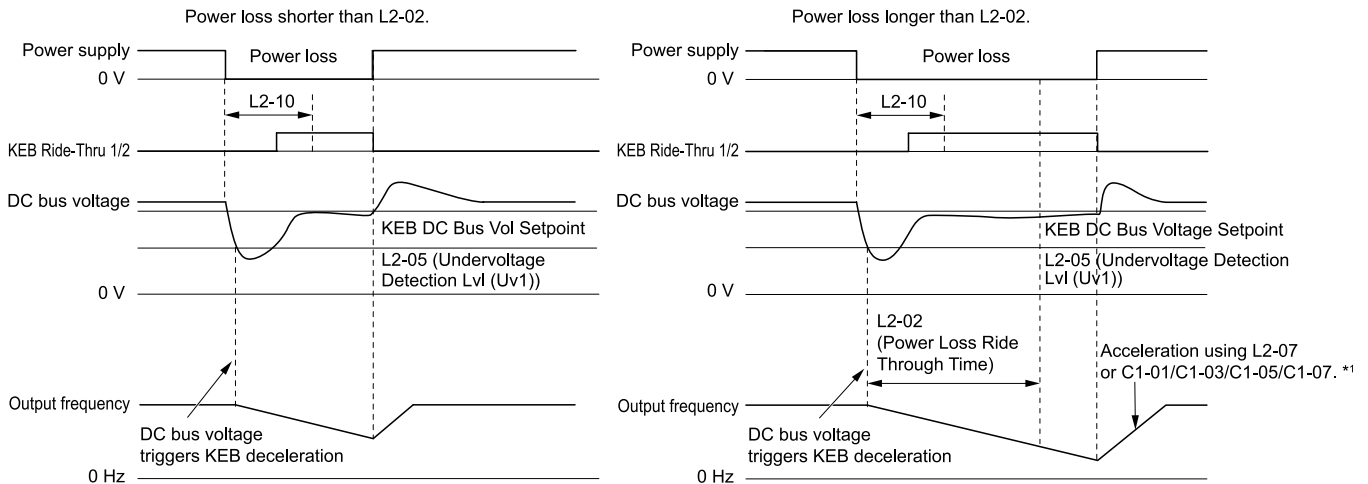 Power loss shorter than L2-02.
Power supply
Power loss
0 V
L2-10
KEB Ride-Thru 1/2
DC bus voltage
KEB DC Bus Vol Setpoint
L2-05 (Undervoltage
Detection Lvl (Uv1))
0 V
Output frequency
DC bus voltage
triggers KEB deceleration
0 Hz
Power loss longer than L2-02.
Power supply
Power loss
0 V
L2-10
KEB Ride-Thru 1/2
DC bus voltage
KEB DC Bus Voltage Setpoint
L2-05 (Undervoltage Detection
Lvl (Uv1))
0 V
L2-02
(Power Loss Ride
Through Time)
Acceleration using L2-07
or C1-01/C1-03/C1-05/C1-07. *1
Output frequency
DC bus voltage
triggers KEB deceleration
0 Hz